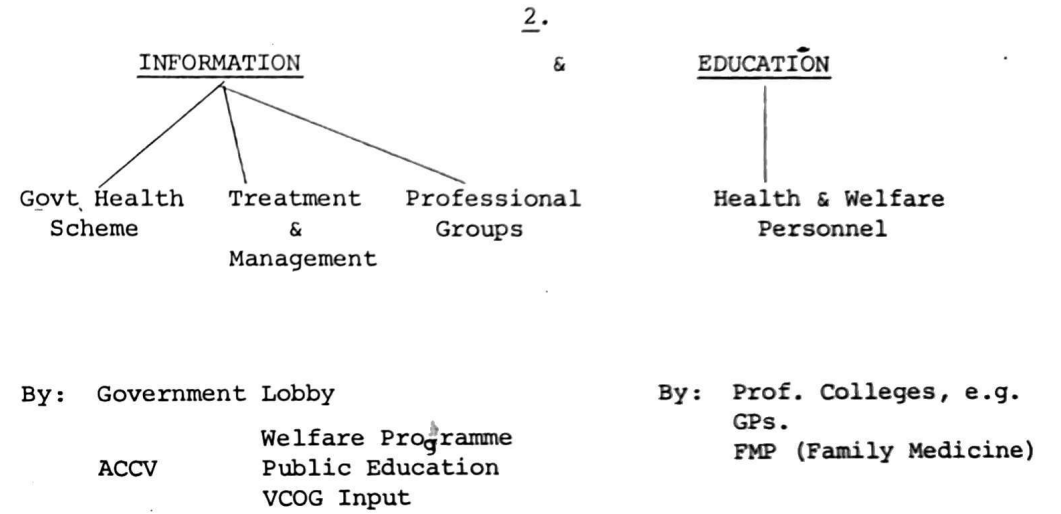 2.
INFORMATION & EDUCATION
Govt Health Treatment Professional Health & Welfare
Scheme & Groups Personnel
Management
By: Government Lobby By: Prof. Colleges, e.g.
GPs.
Welfare Programme
FMP (Family Medicine)
ACCV Public Education
VCOG Input